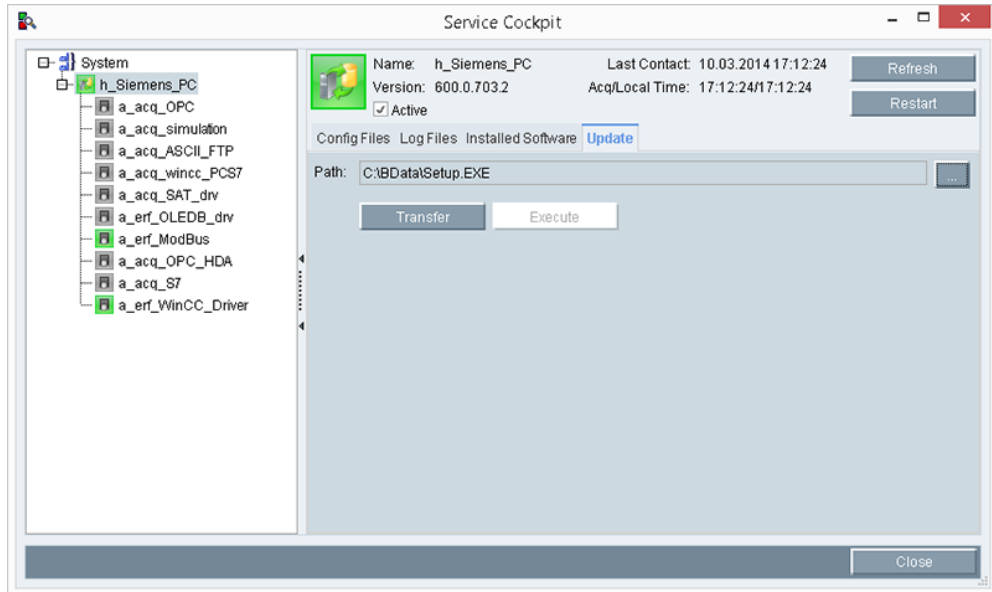 Service Cockpit
System
h_Siemens_PC
a_acq_OPC
a_acq_simulation
a_acq_ASCII_FTP
a_acq_wincc_PCS7
a_acq_SAT_drv
a_erf_OLEDB_drv
a_erf_ModBus
a_acq_OPC_HDA
a_acq_S7
a_erf_WinCC_Driver
Name: h_Siemens_PC Last Contact: 10.03.2014 17:12:24 Refresh
Version: 600.0.703.2 Acq/Local Time: 17:12:24/17:12:24
Active Restart
Config Files Log Files Installed Software Update
Path: C:\BData\Setup.EXE ...
Transfer Execute
Close